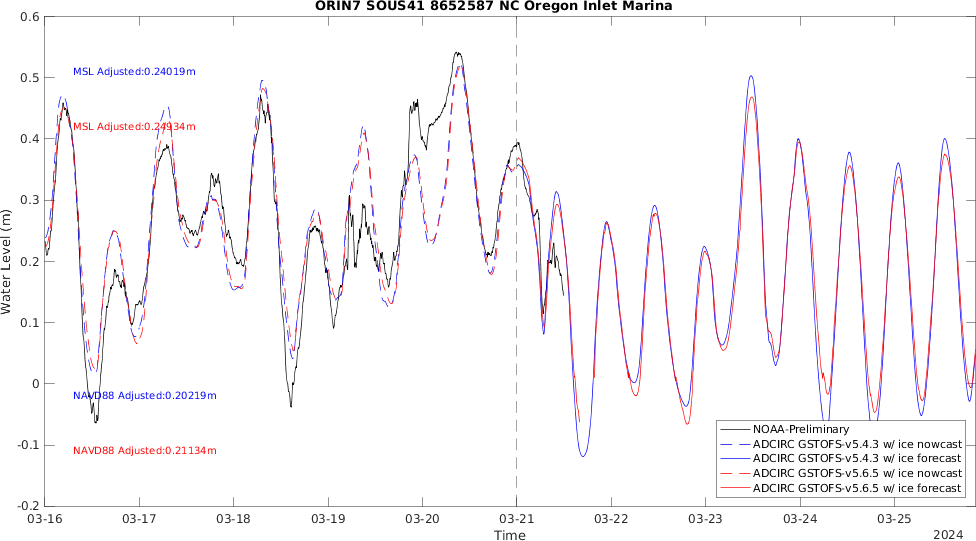 ORIN7 SOUS41 8652587 NC Oregon Inlet Marina
0.6
0.5
0.4
0.3
0.2
0.1
0
-0.1
-0.2
Water Level (m)
MSL Adjusted:0.24019m
MSL Adjusted:0.24934m
NAVD88 Adjusted:0.20219m
NAVD88 Adjusted:0.21134m
NOAA-Preliminary
ADCIRC GSTOFS-v5.4.3 w/ ice nowcast
ADCIRC GSTOFS-v5.4.3 w/ ice forecast
ADCIRC GSTOFS-v5.6.5 w/ ice nowcast
ADCIRC GSTOFS-v5.6.5 w/ ice forecast
03-16 03-17 03-18 03-19 03-20 03-21 03-22 03-23 03-24 03-25
Time
2024